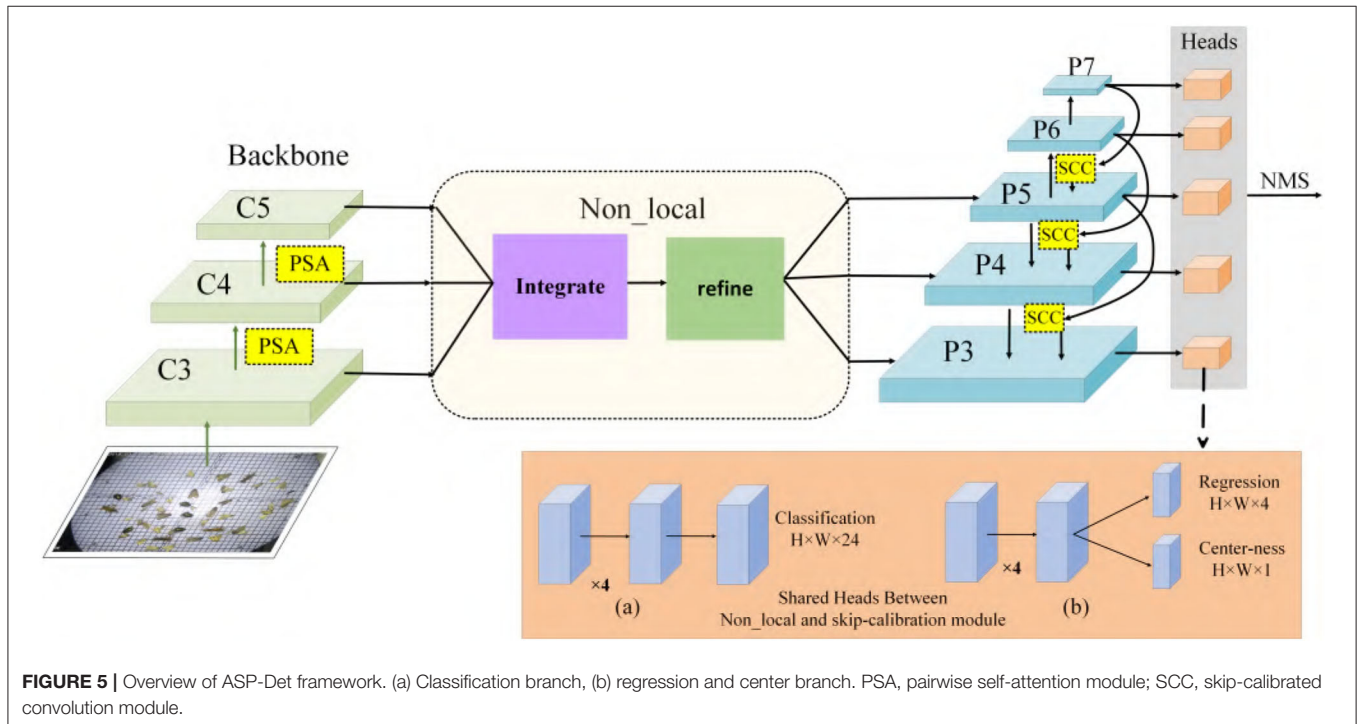 Heads
P7
P6
Backbone
SCC
NMS
C5
Non_local
P5
PSA
SCC
C4
Integrate
refine
P4
PSA
SCC
C3
P3
Regression
H×W×4
Classification
H×W×24
Center-ness
H×W×1
×4
×4
(a)
Shared Heads Between
(b)
Non_local and skip-calibration module
FIGURE 5 | Overview of ASP-Det framework. (a) Classification branch, (b) regression and center branch. PSA, pairwise self-attention module; SCC, skip-calibrated
convolution module.